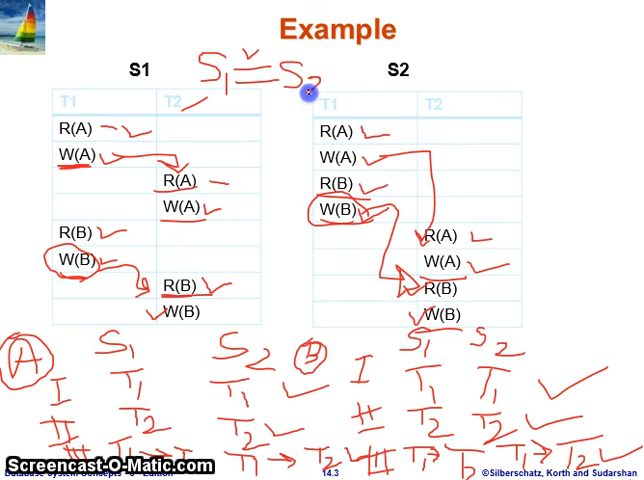 Example
S1
S1 = S2
S2
T1 T2
T1 T2
R(A)
W(A)
R(A)
W(A)
R(B)
W(B)
R(B)
W(B)
R(A)
W(A)
R(B)
W(B)
R(A)
W(A)
R(B)
W(B)
A S1 S2
I T1 T1
II T2 T2
III T1 → T1 → T2
B S1 S2
I T1 T1
II T2 T2
III T1 → T1 → T2
Screencast-O-Matic.com
14.3
©Silberschatz, Korth and Sudarshan